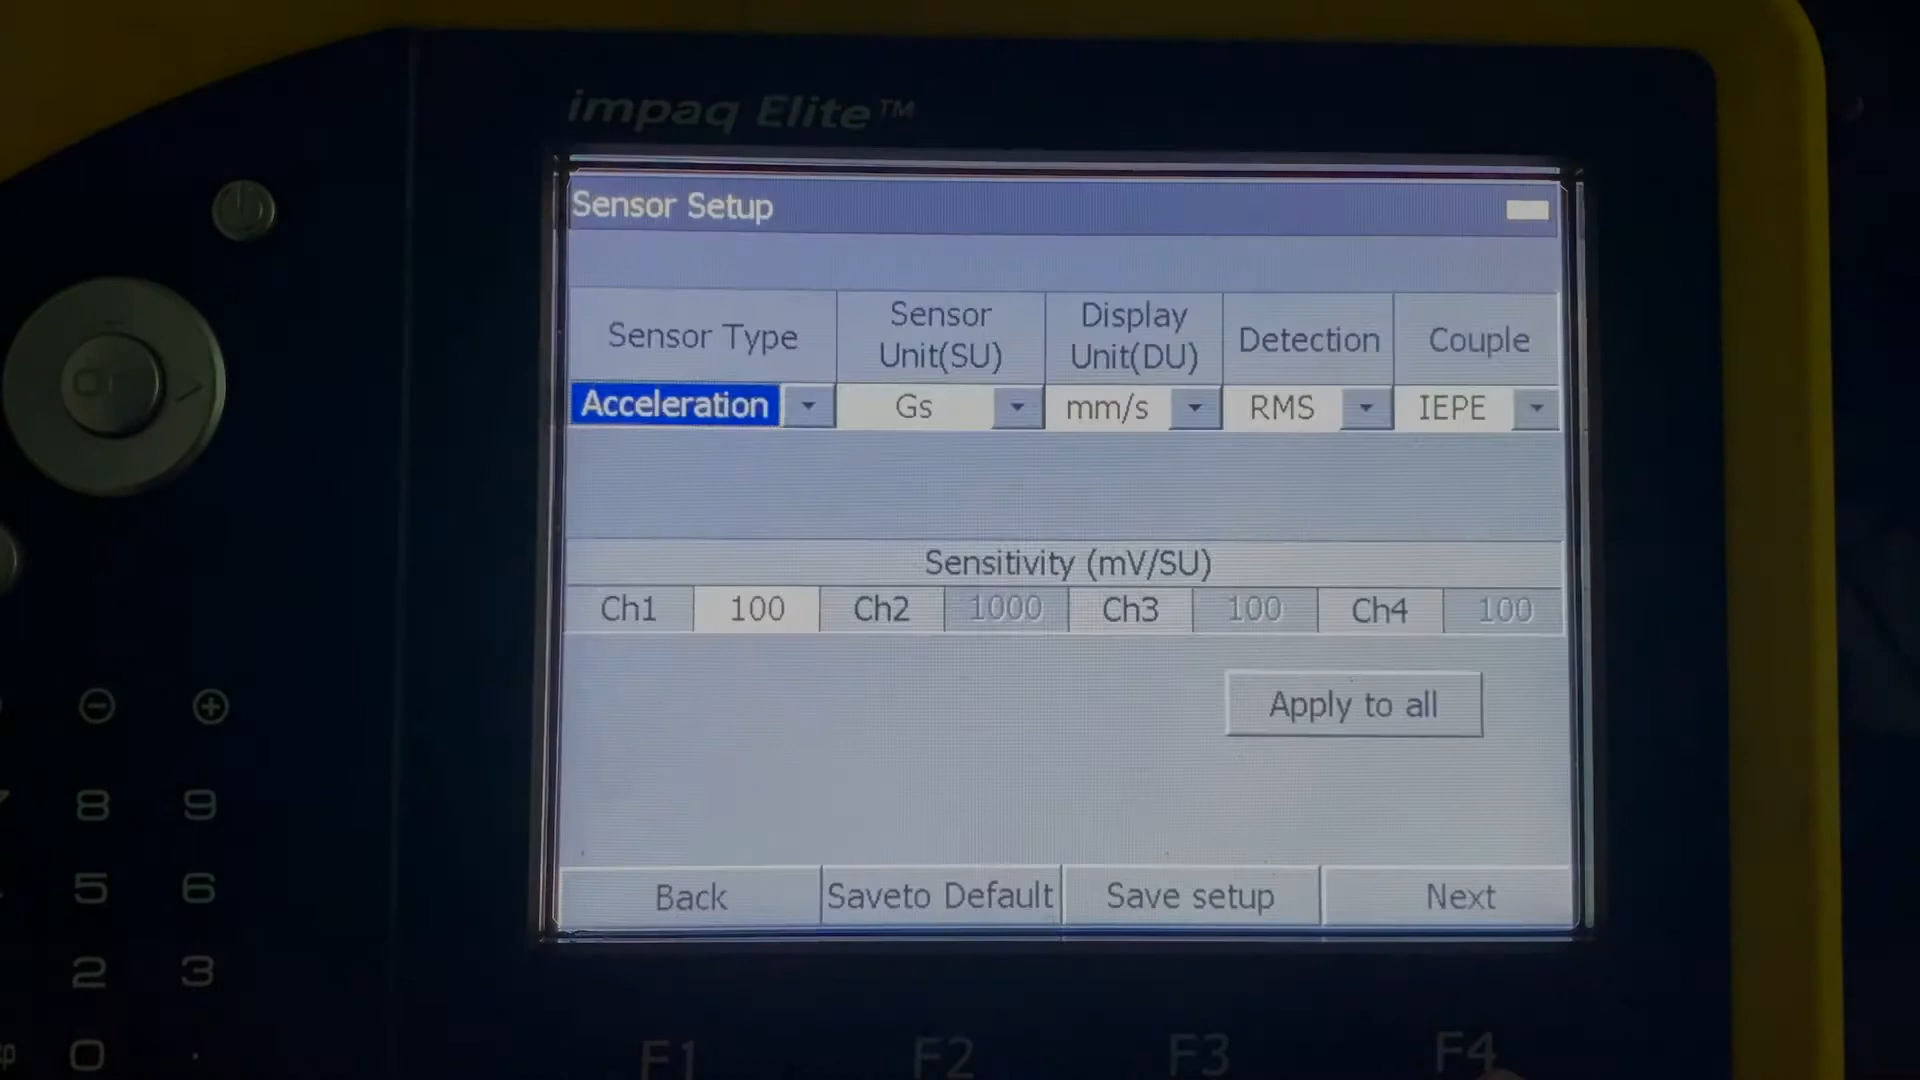 impaq Elite™
Sensor Setup
Sensor Type Sensor Unit(SU) Display Unit(DU) Detection Couple
Acceleration Gs mm/s RMS IEPE
Sensitivity (mV/SU)
Ch1 100 Ch2 1000 Ch3 100 Ch4 100
Apply to all
Back Saveto Default Save setup Next
8 9
5 6
2 3
0 .
F1 F2 F3 F4